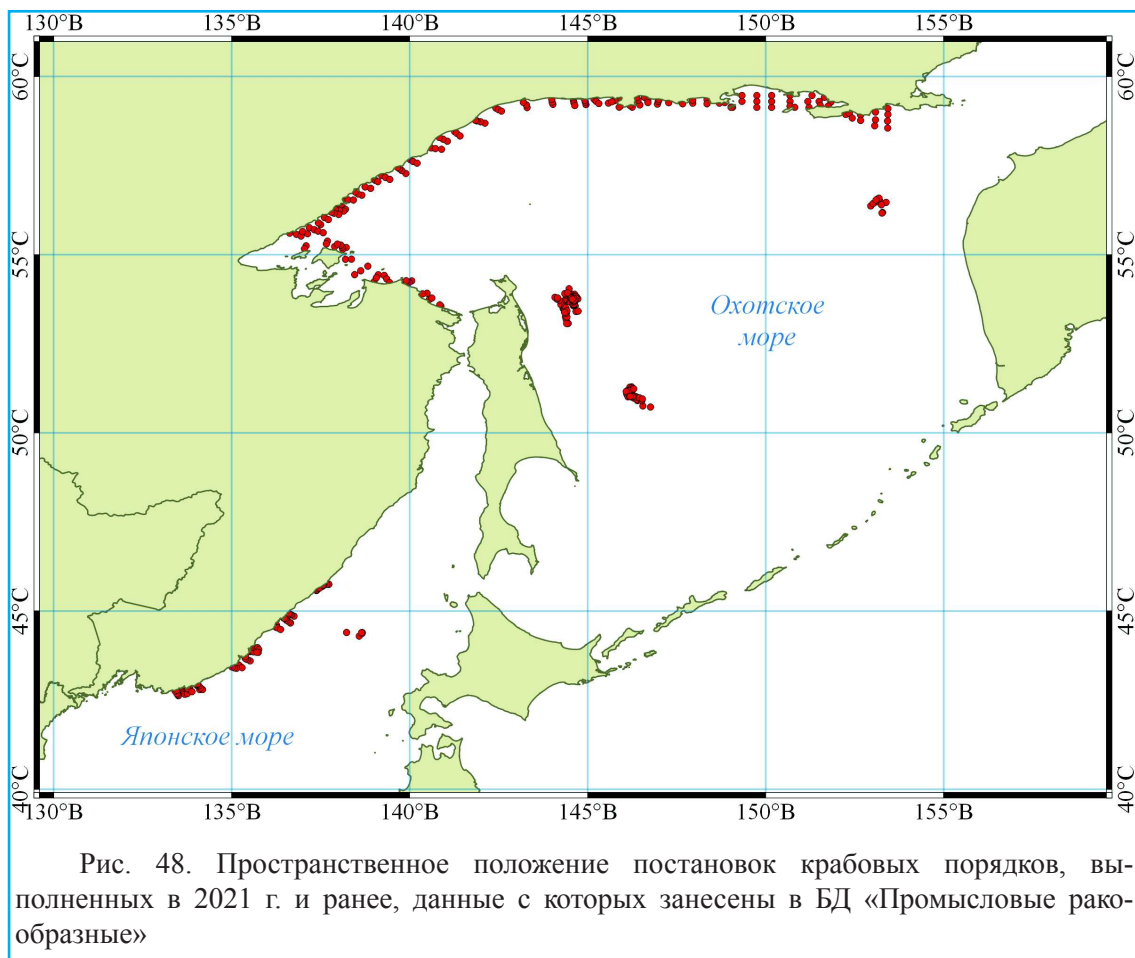 130°В 135°В 140°В 145°В 150°В 155°В
60°С 60°С
55°С 55°С
Охотское
море
50°С 50°С
45°С 45°С
Японское море
40°С 40°С
130°В 135°В 140°В 145°В 150°В 155°В
Рис. 48. Пространственное положение постановок крабовых порядков, вы-
полненных в 2021 г. и ранее, данные с которых занесены в БД «Промысловые рако-
образные»